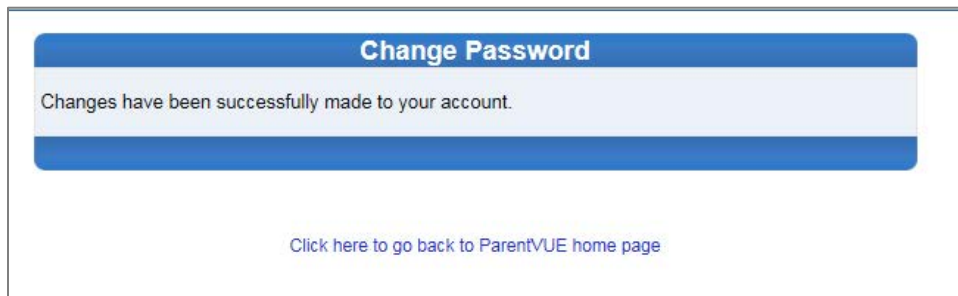 Change Password
Changes have been successfully made to your account.
Click here to go back to ParentVUE home page